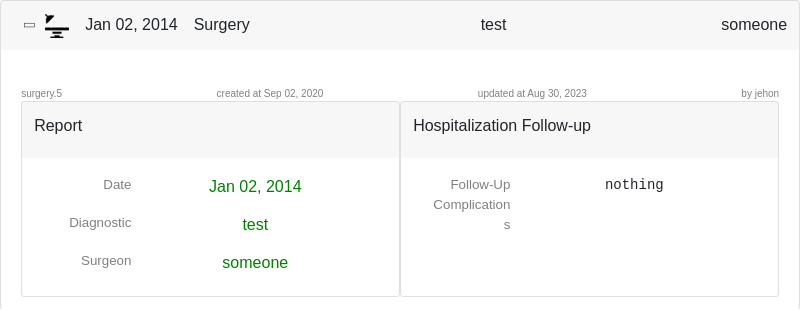 Jan 02, 2014 Surgery test someone
surgery.5 created at Sep 02, 2020 updated at Aug 30, 2023 by jehon
Report
Date Jan 02, 2014
Diagnostic test
Surgeon someone
Hospitalization Follow-up
Follow-Up nothing
Complication
s